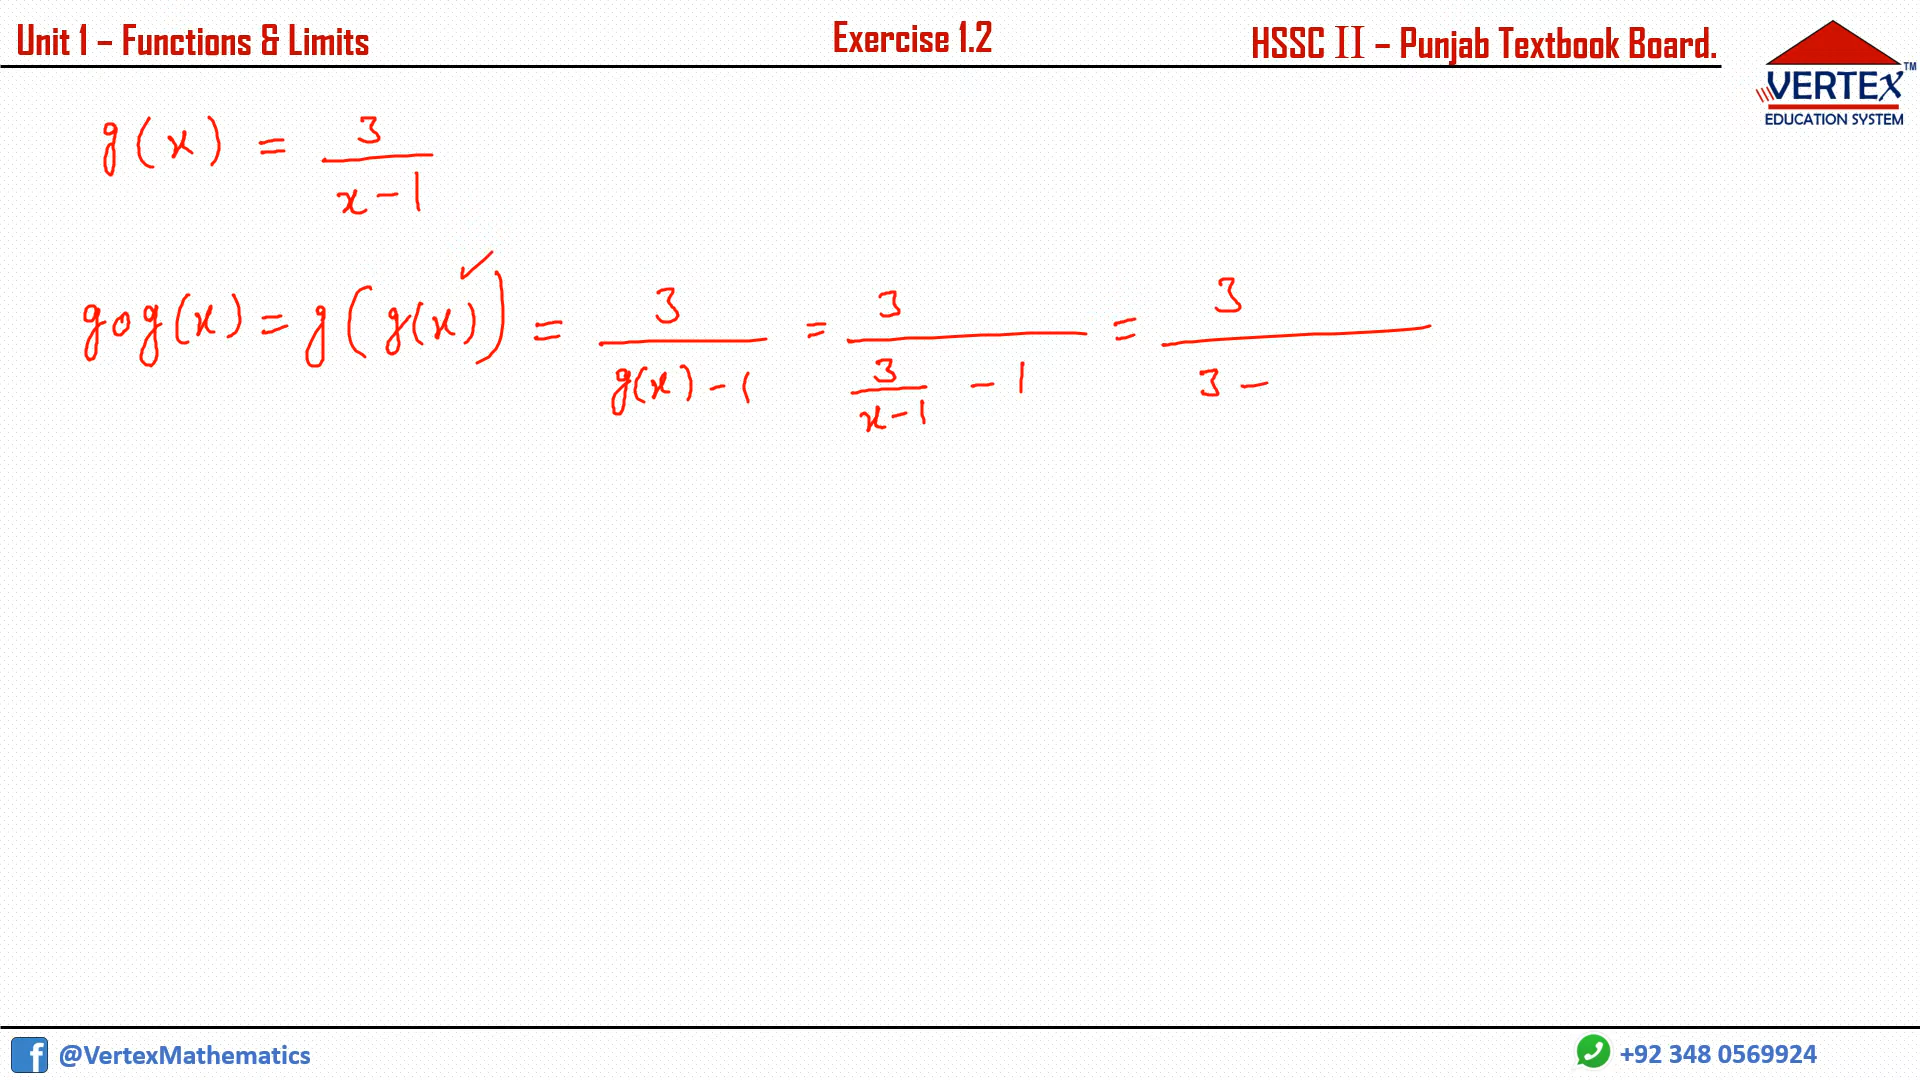 Unit 1 – Functions & Limits
Exercise 1.2
HSSC II – Punjab Textbook Board.
VERTEX™
EDUCATION SYSTEM
g(x) = 3/(x-1)
gog(x) = g(g(x))✓ = 3/(g(x)-1) = 3/(3/(x-1) - 1) = 3/(3 -
@VertexMathematics
+92 348 0569924